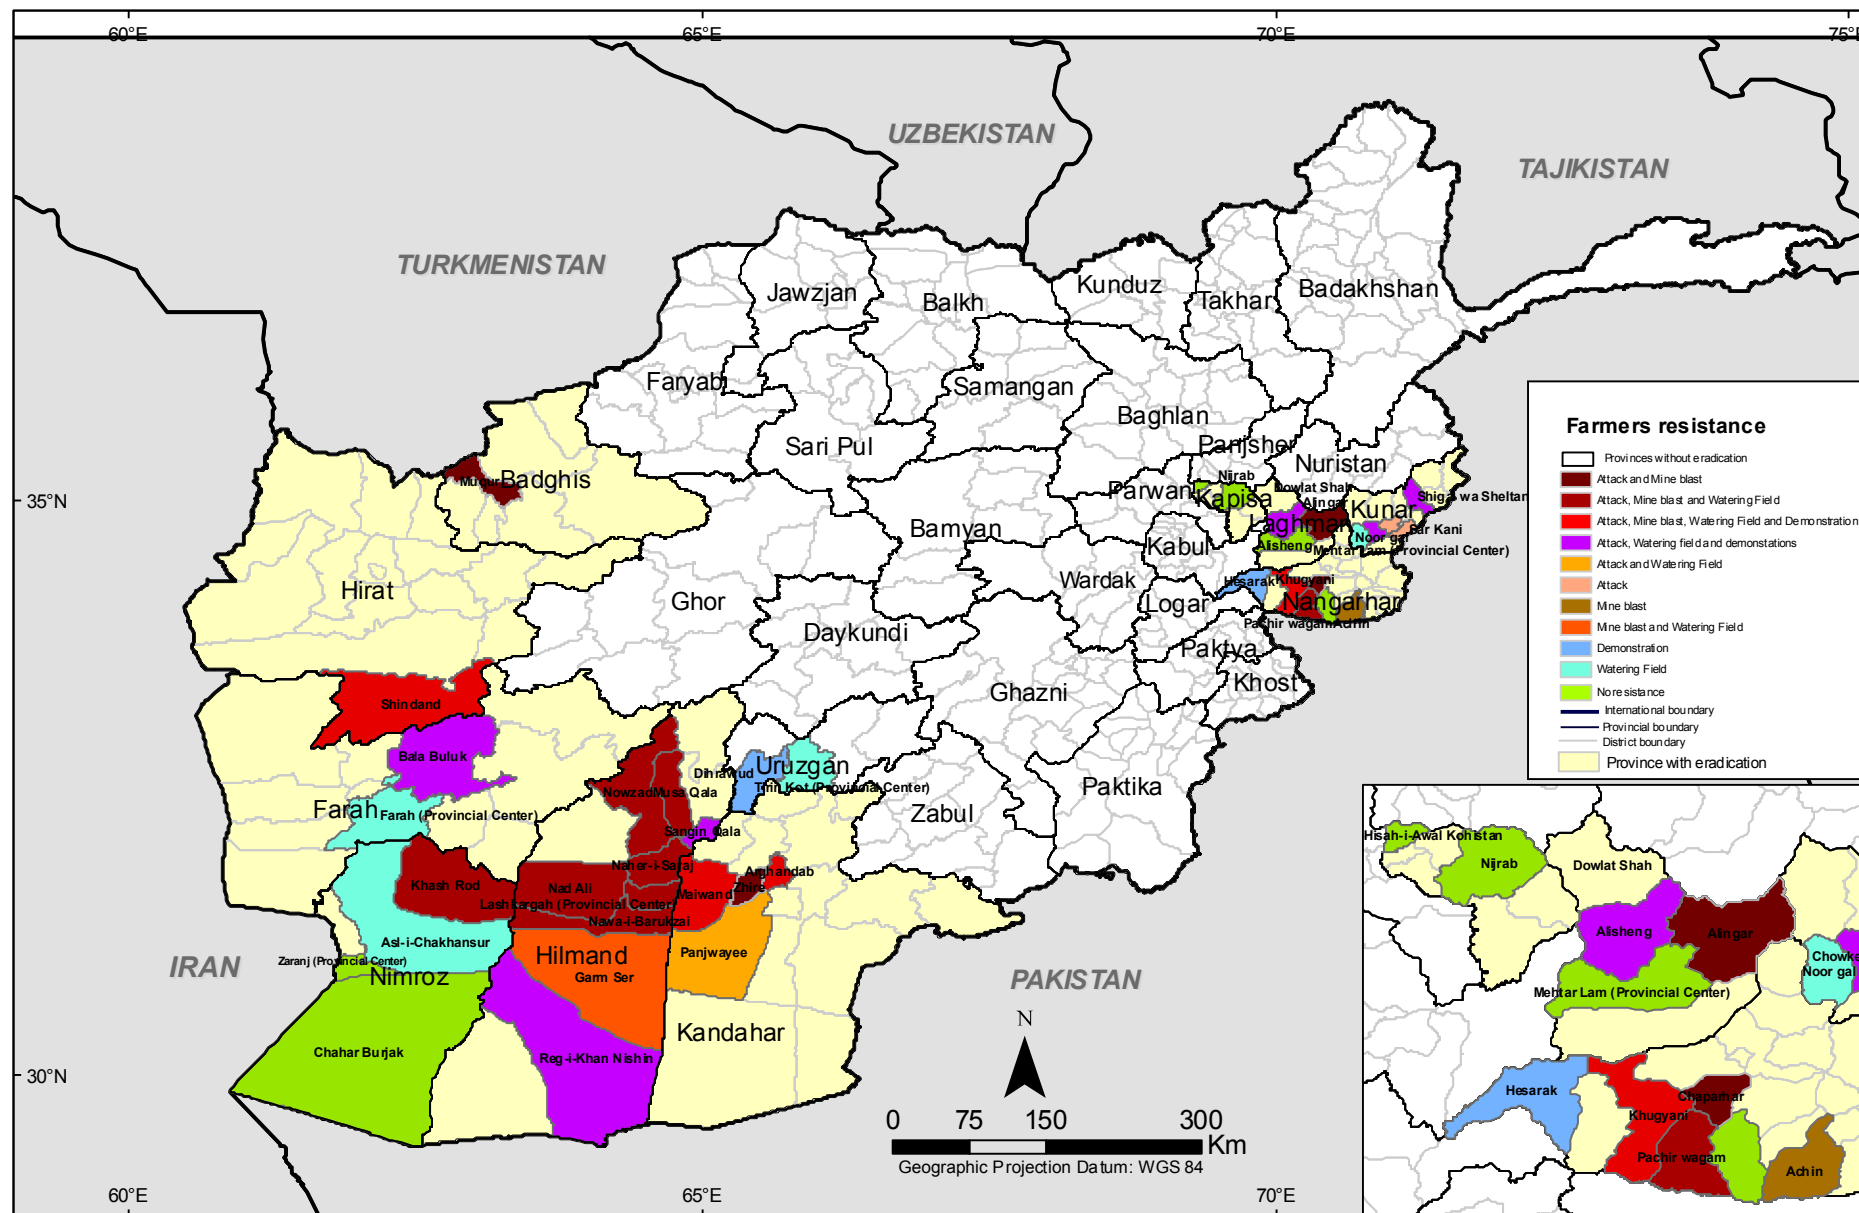 60°E 65°E 70°E 75°E
UZBEKISTAN
TAJIKISTAN
TURKMENISTAN
Jawzjan
Balkh
Kunduz
Takhar
Badakhshan
Faryab
Samangan
Baghlan
Sari Pul
Panjsher
Nuristan
Badghis
Muqur
Nijrab
Kapisa
Parwan
Dowlat Shah
Alingar
Kunar
Shigal wa Sheltan
Laghman
Sar Kani
Noor gal
Alisheng
Mehtar Lam (Provincial Center)
Bamyan
Kabul
35°N
Hirat
Ghor
Wardak
Logar
Hesarak
Khugyani
Nangarhar
Pachir wagam
Achin
Daykundi
Paktya
Khost
Ghazni
Shindand
Bala Buluk
Uruzgan
Dihrawud
Tirin Kot (Provincial Center)
Nowzad
Musa Qala
Paktika
Zabul
Farah
Farah (Provincial Center)
Sangin Qala
Naher-i-Saraj
Arghandab
Zhire
Maiwand
Khash Rod
Nad Ali
Lashkargah (Provincial Center)
Nawa-i-Barukzai
Asl-i-Chakhansur
Hilmand
Garm Ser
Panjwayee
Zaranj (Provincial Center)
Nimroz
IRAN
PAKISTAN
Kandahar
Chahar Burjak
Reg-i-Khan Nishin
30°N
N
0 75 150 300
Km
Geographic Projection Datum: WGS 84
60°E 65°E 70°E
Farmers resistance
Provinces without eradication
Attack and Mine blast
Attack, Mine blast and Watering Field
Attack, Mine blast, Watering Field and Demonstration
Attack, Watering field and demonstations
Attack and Watering Field
Attack
Mine blast
Mine blast and Watering Field
Demonstration
Watering Field
No resistance
International boundary
Provincial boundary
District boundary
Province with eradication
Hisah-i-Awal Kohistan
Nijrab
Dowlat Shah
Alisheng
Alingar
Chowke
Noor gal
Mehtar Lam (Provincial Center)
Hesarak
Chaparhar
Khugyani
Pachir wagam
Achin